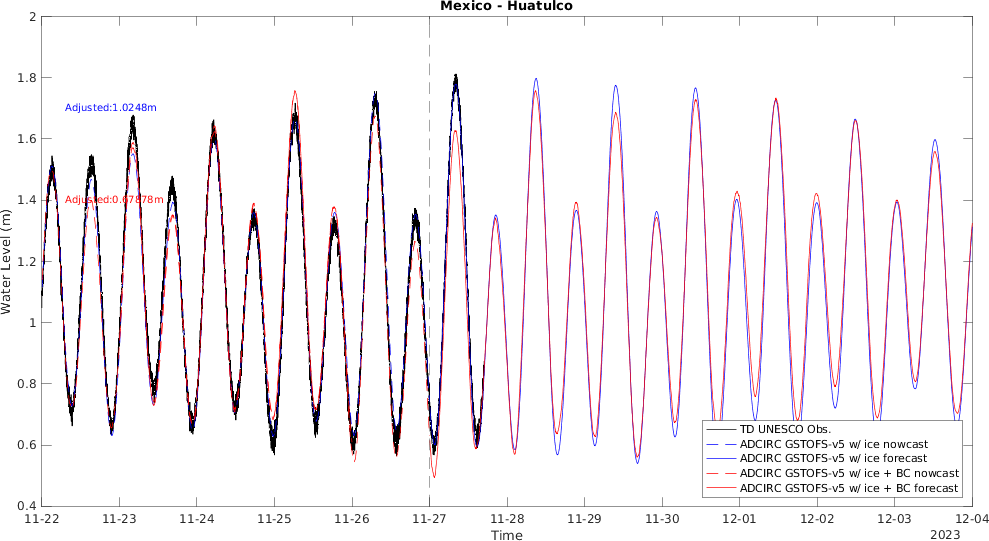 Mexico - Huatulco
2
1.8
1.6
1.4
1.2
1
0.8
0.6
0.4
Water Level (m)
Adjusted:1.0248m
Adjusted:0.67878m
TD UNESCO Obs.
ADCIRC GSTOFS-v5 w/ ice nowcast
ADCIRC GSTOFS-v5 w/ ice forecast
ADCIRC GSTOFS-v5 w/ ice + BC nowcast
ADCIRC GSTOFS-v5 w/ ice + BC forecast
11-22 11-23 11-24 11-25 11-26 11-27 11-28 11-29 11-30 12-01 12-02 12-03 12-04
Time
2023